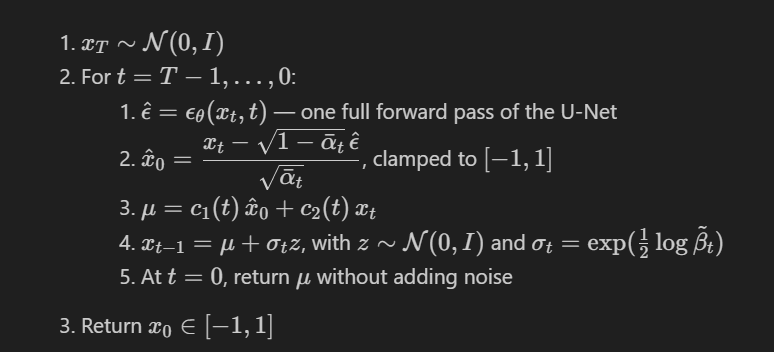 1. $x_T \sim \mathcal{N}(0, I)$
2. For $t = T - 1, \ldots, 0$:
1. $\hat{\epsilon} = \epsilon_\theta(x_t, t)$ — one full forward pass of the U-Net
2. $\hat{x}_0 = \dfrac{x_t - \sqrt{1 - \bar{\alpha}_t}\,\hat{\epsilon}}{\sqrt{\bar{\alpha}_t}}$, clamped to $[-1, 1]$
3. $\mu = c_1(t)\,\hat{x}_0 + c_2(t)\,x_t$
4. $x_{t-1} = \mu + \sigma_t z$, with $z \sim \mathcal{N}(0, I)$ and $\sigma_t = \exp(\frac{1}{2} \log \tilde{\beta}_t)$
5. At $t = 0$, return $\mu$ without adding noise
3. Return $x_0 \in [-1, 1]$